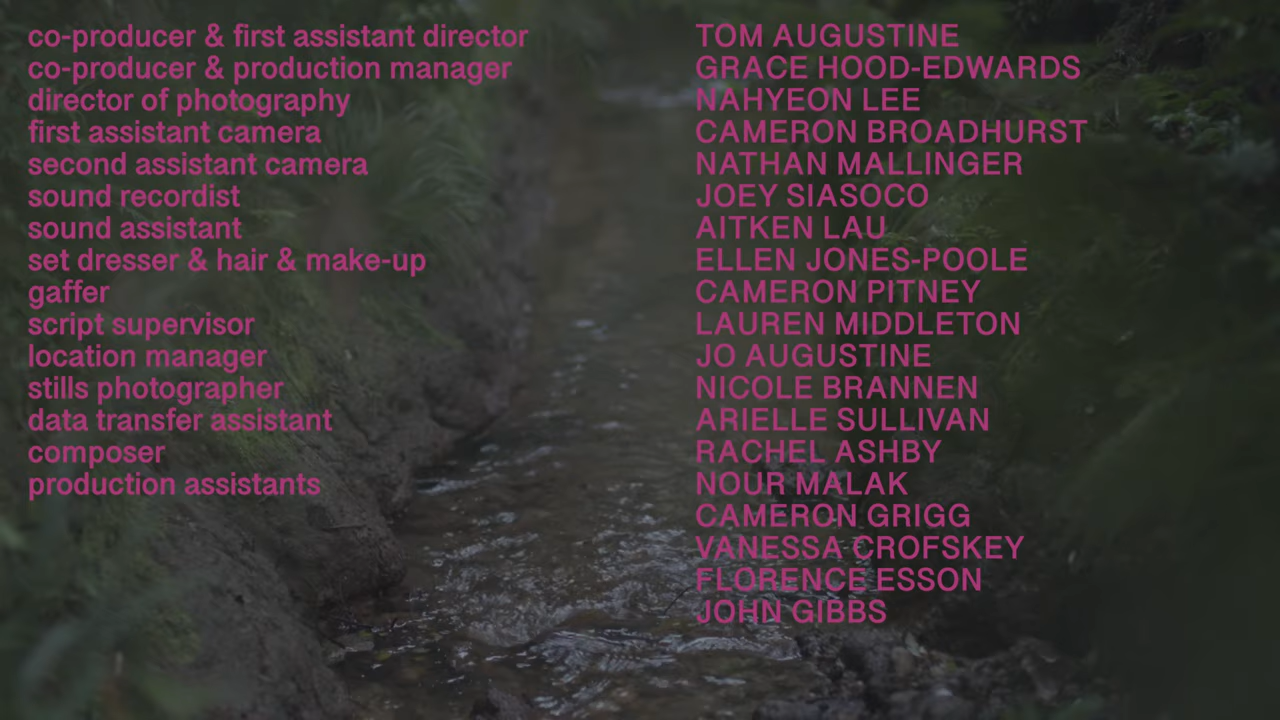 co-producer & first assistant director TOM AUGUSTINE
co-producer & production manager GRACE HOOD-EDWARDS
director of photography NAHYEON LEE
first assistant camera CAMERON BROADHURST
second assistant camera NATHAN MALLINGER
sound recordist JOEY SIASOCO
sound assistant AITKEN LAU
set dresser & hair & make-up ELLEN JONES-POOLE
gaffer CAMERON PITNEY
script supervisor LAUREN MIDDLETON
location manager JO AUGUSTINE
stills photographer NICOLE BRANNEN
data transfer assistant ARIELLE SULLIVAN
composer RACHEL ASHBY
production assistants NOUR MALAK
CAMERON GRIGG
VANESSA CROFSKEY
FLORENCE ESSON
JOHN GIBBS